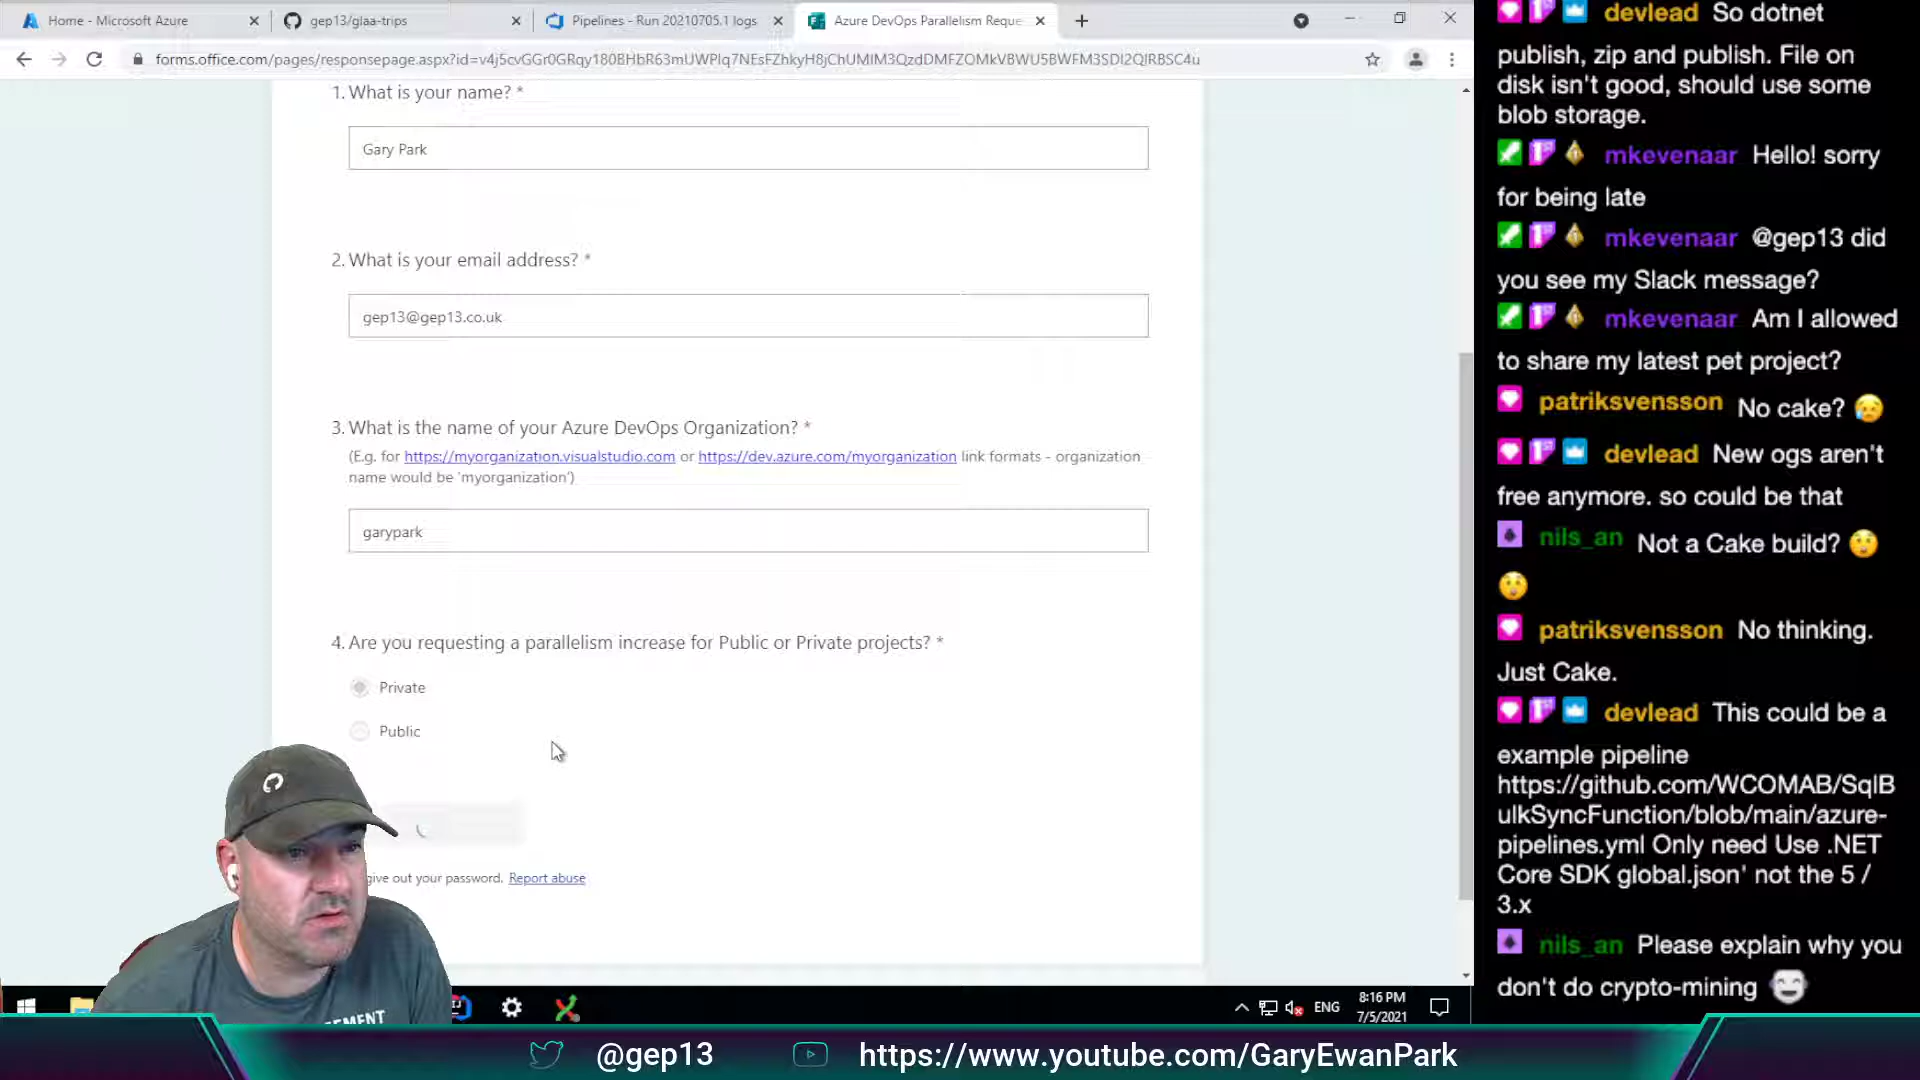 Home - Microsoft Azure
gep13/giaa-trips
Pipelines - Run 20210705.1 logs
Azure DevOps Parallelism Reque
forms.office.com/pages/responsepage.aspx?id=v4j5cvGGr0GRqy180BHbR63mUWPlq7NEsFZhkyH8jChUMlM3QzdDMFZOMkVBWU5BWFM3SDI2QlRBSC4u
1. What is your name? *
Gary Park
2. What is your email address? *
gep13@gep13.co.uk
3. What is the name of your Azure DevOps Organization? *
(E.g. for https://myorganization.visualstudio.com or https://dev.azure.com/myorganization link formats - organization
name would be 'myorganization')
garypark
4. Are you requesting a parallelism increase for Public or Private projects? *
Private
Public
give out your password. Report abuse
ENG
8:16 PM
7/5/2021
devlead So dotnet
publish, zip and publish. File on
disk isn't good, should use some
blob storage.
mkevenaar Hello! sorry
for being late
mkevenaar @gep13 did
you see my Slack message?
mkevenaar Am I allowed
to share my latest pet project?
patriksvensson No cake? 😥
devlead New ogs aren't
free anymore. so could be that
nils_an Not a Cake build? 😲
😲
patriksvensson No thinking.
Just Cake.
devlead This could be a
example pipeline
https://github.com/WCOMAB/SqlB
ulkSyncFunction/blob/main/azure-
pipelines.yml Only need Use .NET
Core SDK global.json' not the 5 /
3.x
nils_an Please explain why you
don't do crypto-mining
@gep13
https://www.youtube.com/GaryEwanPark